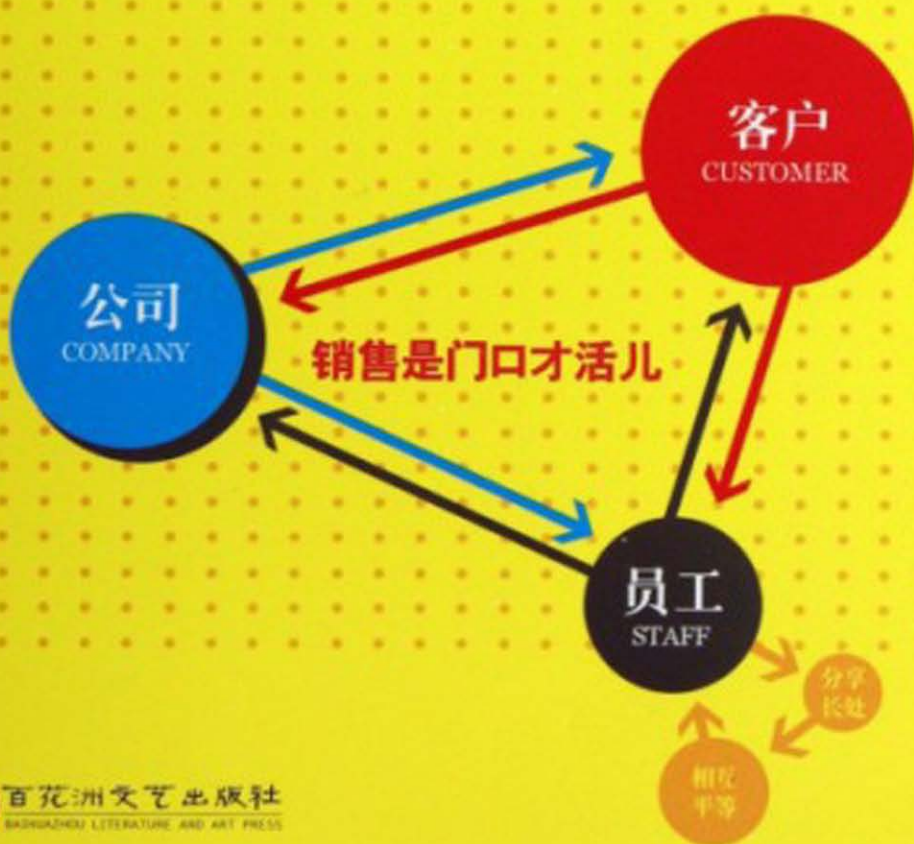 客户
CUSTOMER
公司
COMPANY
销售是门口才活儿
员工
STAFF
分享
长处
相互
平等
百花洲文艺出版社
BAIHUAZHOU LITERATURE AND ART PRESS